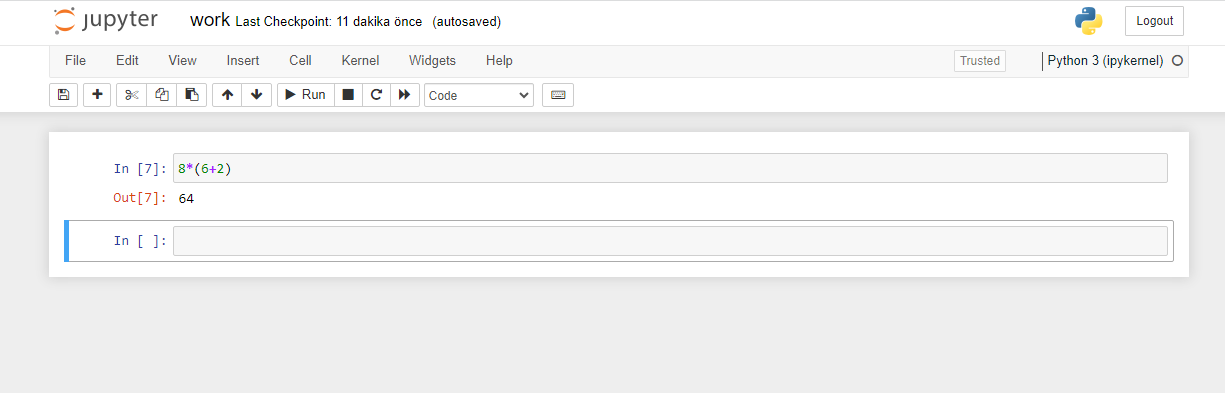 jupyter work Last Checkpoint: 11 dakika önce (autosaved) Logout
File Edit View Insert Cell Kernel Widgets Help Trusted Python 3 (ipykernel)
Run Code
In [7]: 8*(6+2)
Out[7]: 64
In [ ]: